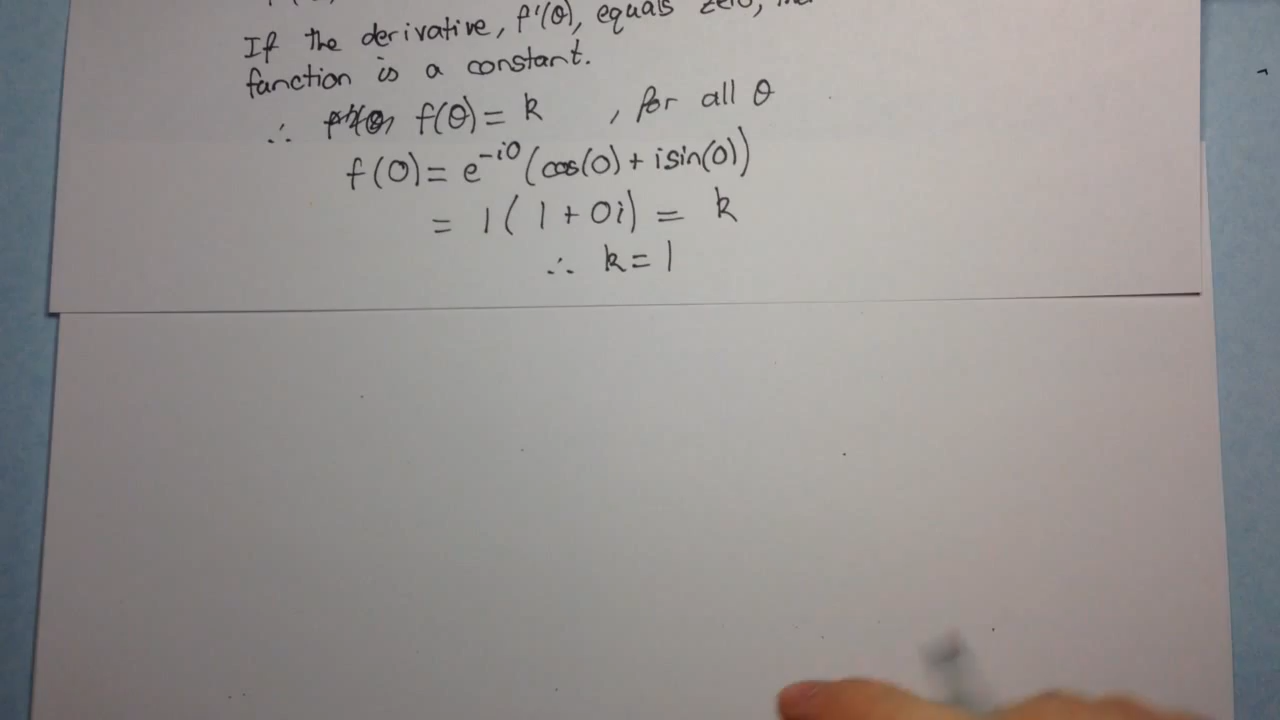 If the derivative, f'(θ), equals zero,
function is a constant.
∴ f(θ) = k , for all θ
f(0) = e^{-i0} (cos(0) + isin(0))
= 1 ( 1 + 0i) = k
∴ k = 1